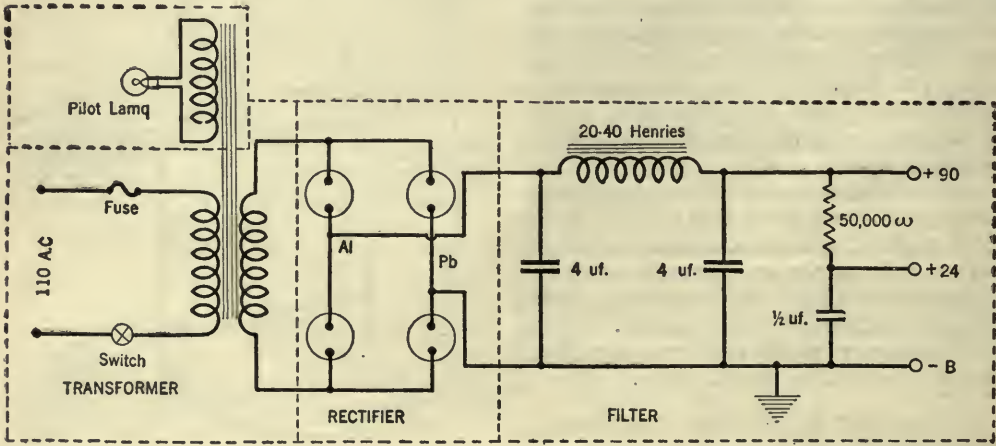 Pilot Lamq
Fuse
110 A.C
Switch
TRANSFORMER
Al
Pb
RECTIFIER
20-40 Henries
4 uf.
4 uf.
50,000 ω
½ uf.
+ 90
+ 24
- B
FILTER